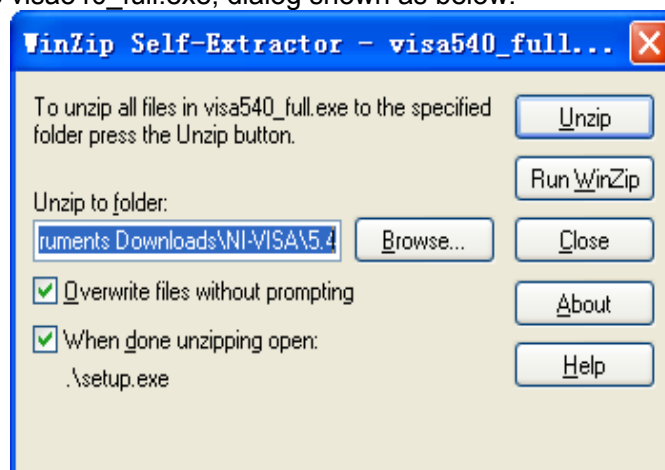 visa540_full.exe, dialog shown as below:
WinZip Self-Extractor - visa540_full...
To unzip all files in visa540_full.exe to the specified
folder press the Unzip button.
Unzip
Run WinZip
Unzip to folder:
ruments Downloads\NI-VISA\5.4
Browse...
Close
Overwrite files without prompting
About
When done unzipping open:
.\setup.exe
Help